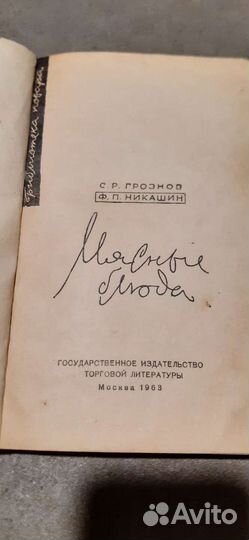 библиотека повара
С. Р. ГРОЗНОВ
Ф. П. НИКАШИН
Мясные
блюда
ГОСУДАРСТВЕННОЕ ИЗДАТЕЛЬСТВО
ТОРГОВОЙ ЛИТЕРАТУРЫ
Москва 1963
Avito